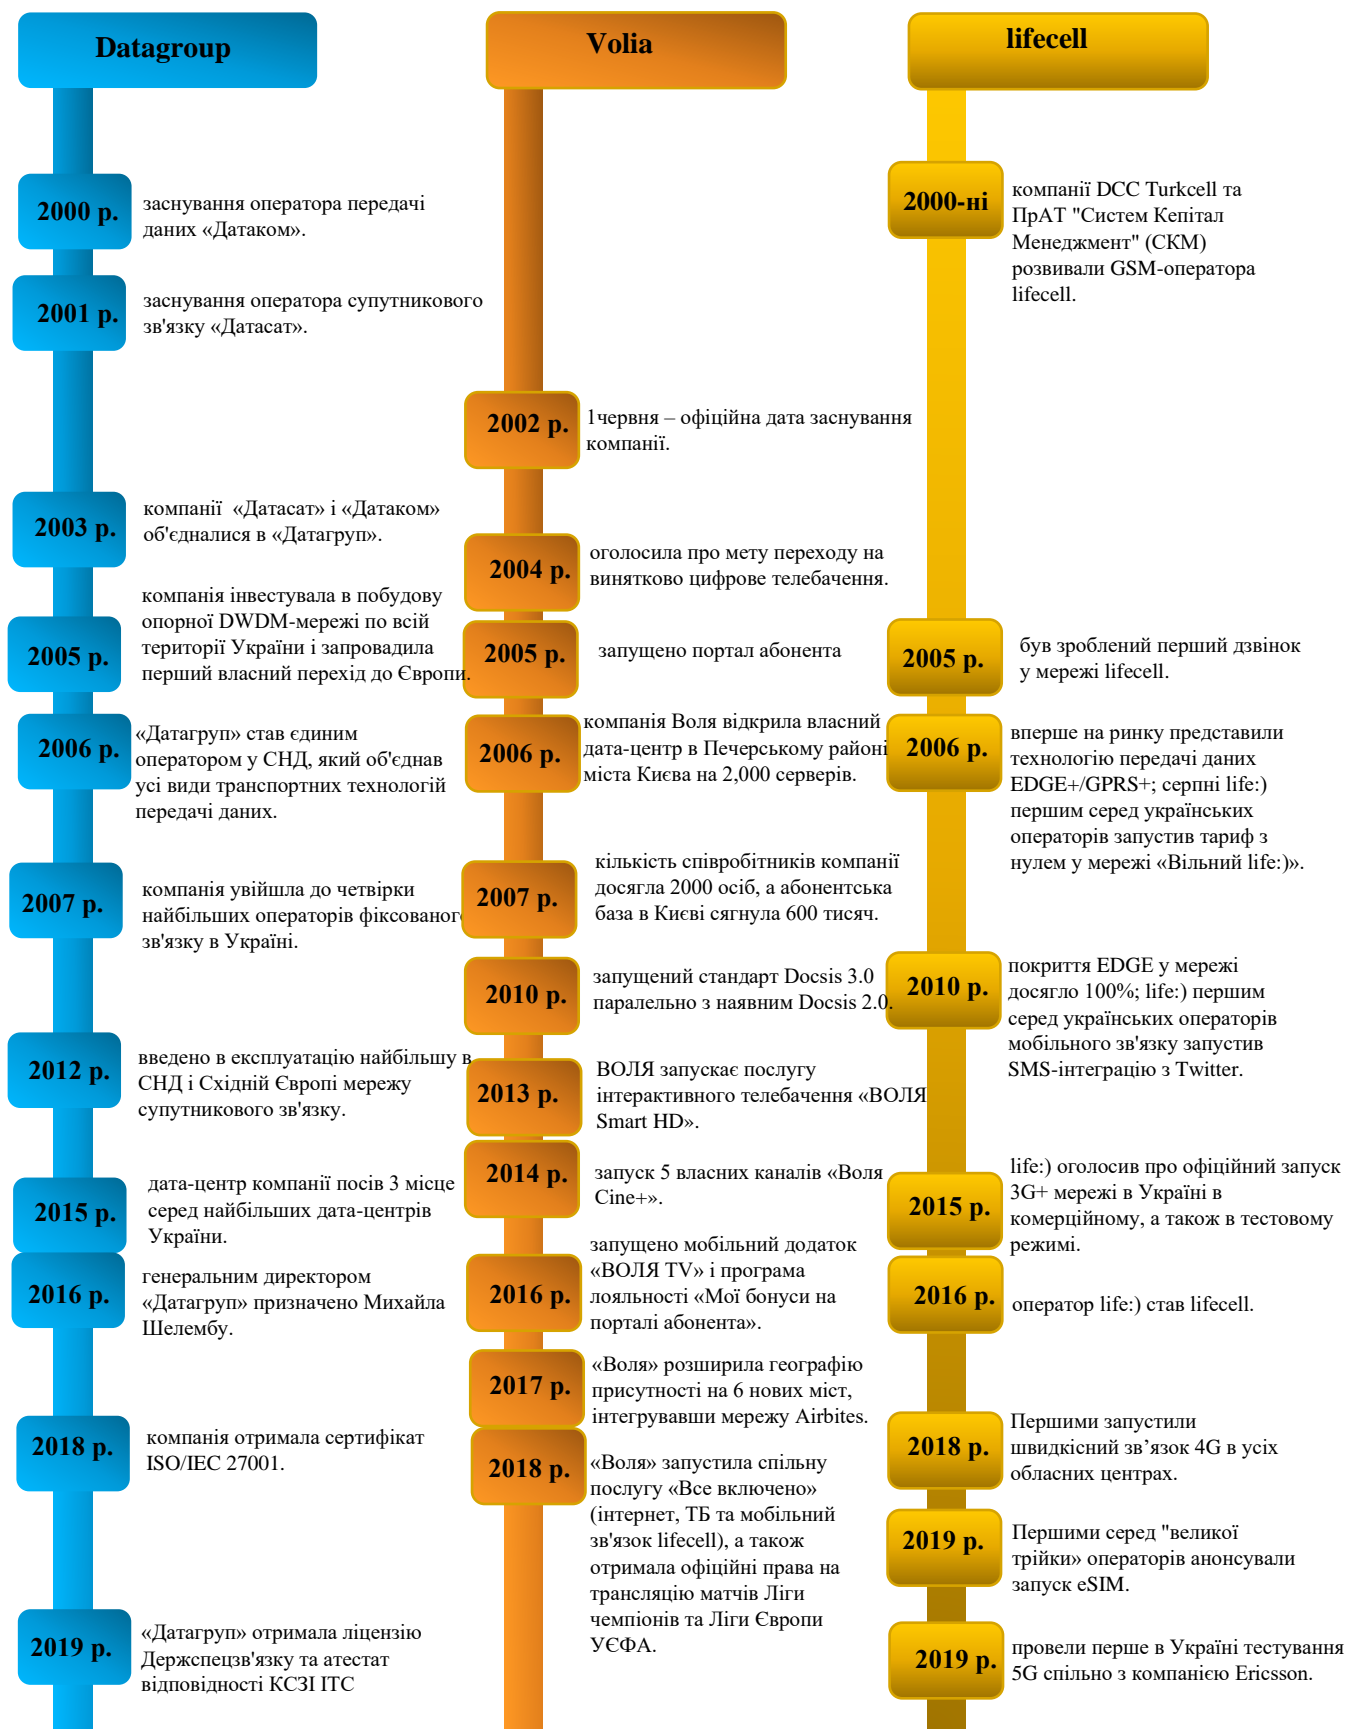 Datagroup
2000 р.
заснування оператора передачі
даних «Датаком».
2001 р.
заснування оператора супутникового
зв'язку «Датасат».
2003 р.
компанії «Датасат» і «Датаком»
об'єдналися в «Датагруп».
2005 р.
компанія інвестувала в побудову
опорної DWDM-мережі по всій
території України і запровадила
перший власний перехід до Європи.
2006 р.
«Датагруп» став єдиним
оператором у СНД, який об'єднав
усі види транспортних технологій
передачі даних.
2007 р.
компанія увійшла до четвірки
найбільших операторів фіксованого
зв'язку в Україні.
2012 р.
введено в експлуатацію найбільшу в
СНД і Східній Європі мережу
супутникового зв'язку.
2015 р.
дата-центр компанії посів 3 місце
серед найбільших дата-центрів
України.
2016 р.
генеральним директором
«Датагруп» призначено Михайла
Шелембу.
2018 р.
компанія отримала сертифікат
ISO/IEC 27001.
2019 р.
«Датагруп» отримала ліцензію
Держспецзв'язку та атестат
відповідності КСЗІ ІТС
Volia
2002 р.
1червня – офіційна дата заснування
компанії.
2004 р.
оголосила про мету переходу на
винятково цифрове телебачення.
2005 р.
запущено портал абонента
2006 р.
компанія Воля відкрила власний
дата-центр в Печерському районі
міста Києва на 2,000 серверів.
2007 р.
кількість співробітників компанії
досягла 2000 осіб, а абонентська
база в Києві сягнула 600 тисяч.
2010 р.
запущений стандарт Docsis 3.0
паралельно з наявним Docsis 2.0.
2013 р.
ВОЛЯ запускає послугу
інтерактивного телебачення «ВОЛЯ
Smart HD».
2014 р.
запуск 5 власних каналів «Воля
Cine+».
2016 р.
запущено мобільний додаток
«ВОЛЯ TV» і програма
лояльності «Мої бонуси на
порталі абонента».
2017 р.
«Воля» розширила географію
присутності на 6 нових міст,
інтегрувавши мережу Airbites.
2018 р.
«Воля» запустила спільну
послугу «Все включено»
(інтернет, ТБ та мобільний
зв'язок lifecell), а також
отримала офіційні права на
трансляцію матчів Ліги
чемпіонів та Ліги Європи
УЄФА.
lifecell
2000-ні
компанії DCC Turkcell та
ПрАТ "Систем Кепітал
Менеджмент" (СКМ)
розвивали GSM-оператора
lifecell.
2005 р.
був зроблений перший дзвінок
у мережі lifecell.
2006 р.
вперше на ринку представили
технологію передачі даних
EDGE+/GPRS+; серпні life:)
першим серед українських
операторів запустив тариф з
нулем у мережі «Вільний life:)».
2010 р.
покриття EDGE у мережі
досягло 100%; life:) першим
серед українських операторів
мобільного зв'язку запустив
SMS-інтеграцію з Twitter.
2015 р.
life:) оголосив про офіційний запуск
3G+ мережі в Україні в
комерційному, а також в тестовому
режимі.
2016 р.
оператор life:) став lifecell.
2018 р.
Першими запустили
швидкісний зв’язок 4G в усіх
обласних центрах.
2019 р.
Першими серед "великої
трійки» операторів анонсували
запуск eSIM.
2019 р.
провели перше в Україні тестування
5G спільно з компанією Ericsson.